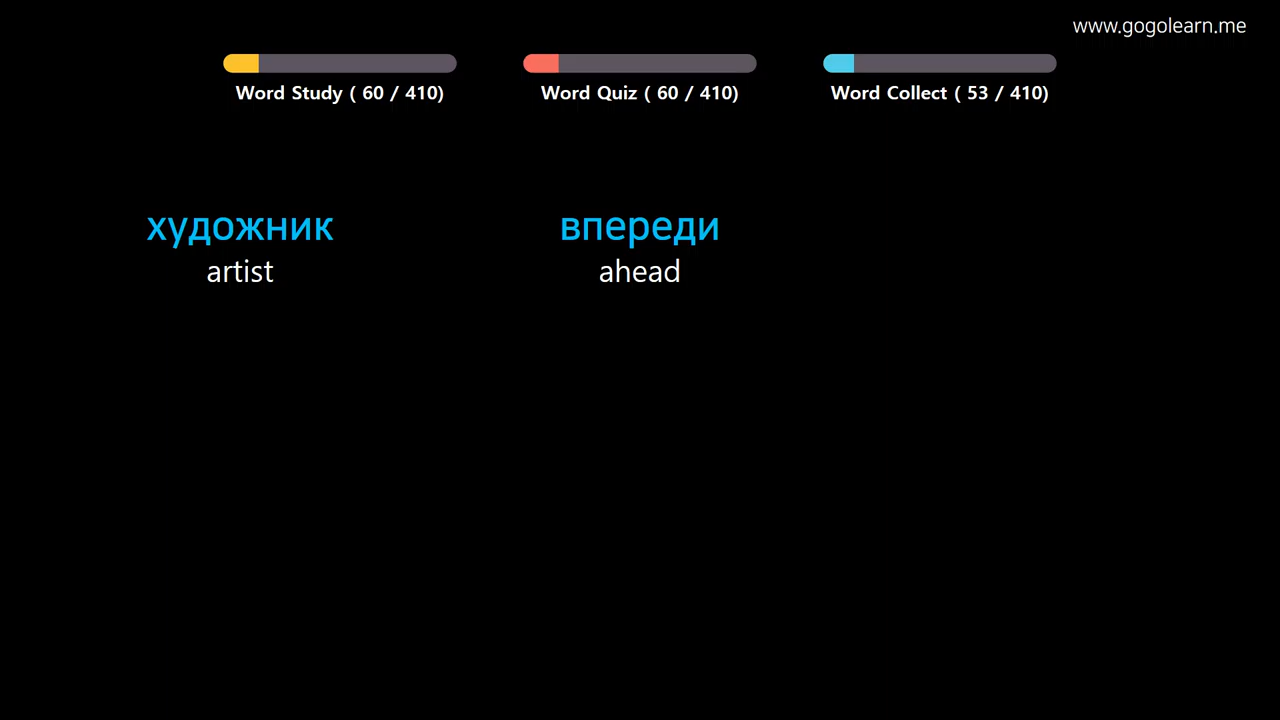 www.gogolearn.me
Word Study ( 60 / 410)
Word Quiz ( 60 / 410)
Word Collect ( 53 / 410)
художник
artist
впереди
ahead